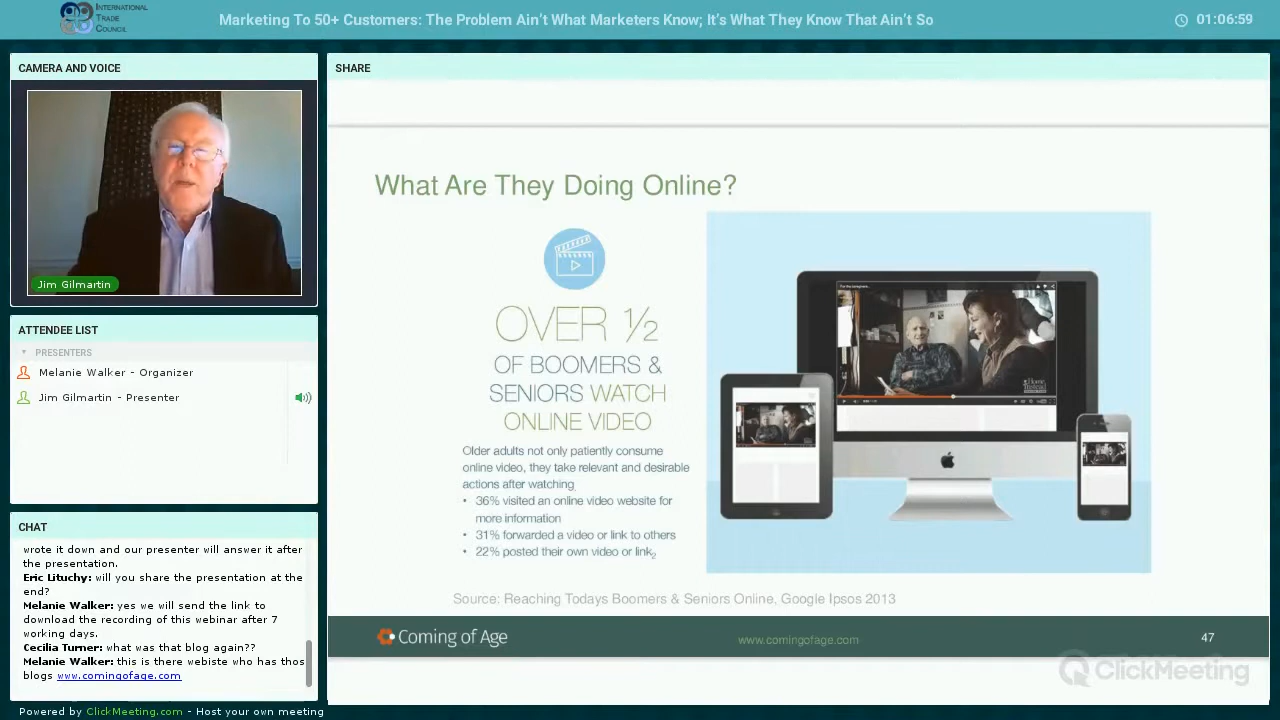 INTERNATIONAL
TRADE
COUNCIL
Marketing To 50+ Customers: The Problem Ain't What Marketers Know; It's What They Know That Ain't So
01:06:59
CAMERA AND VOICE
Jim Gilmartin
ATTENDEE LIST
PRESENTERS
Melanie Walker - Organizer
Jim Gilmartin - Presenter
CHAT
wrote it down and our presenter will answer it after
the presentation.
Eric Lituchy: will you share the presentation at the
end?
Melanie Walker: yes we will send the link to
download the recording of this webinar after 7
working days.
Cecilia Turner: what was that blog again??
Melanie Walker: this is there webiste who has thos
blogs www.comingofage.com
Powered by ClickMeeting.com - Host your own meeting
SHARE
What Are They Doing Online?
OVER ½
OF BOOMERS &
SENIORS WATCH
ONLINE VIDEO
Older adults not only patiently consume
online video, they take relevant and desirable
actions after watching
• 36% visited an online video website for
more information
• 31% forwarded a video or link to others
• 22% posted their own video or link2
Source: Reaching Todays Boomers & Seniors Online, Google Ipsos 2013
Coming of Age
www.comingofage.com
47
ClickMeeting